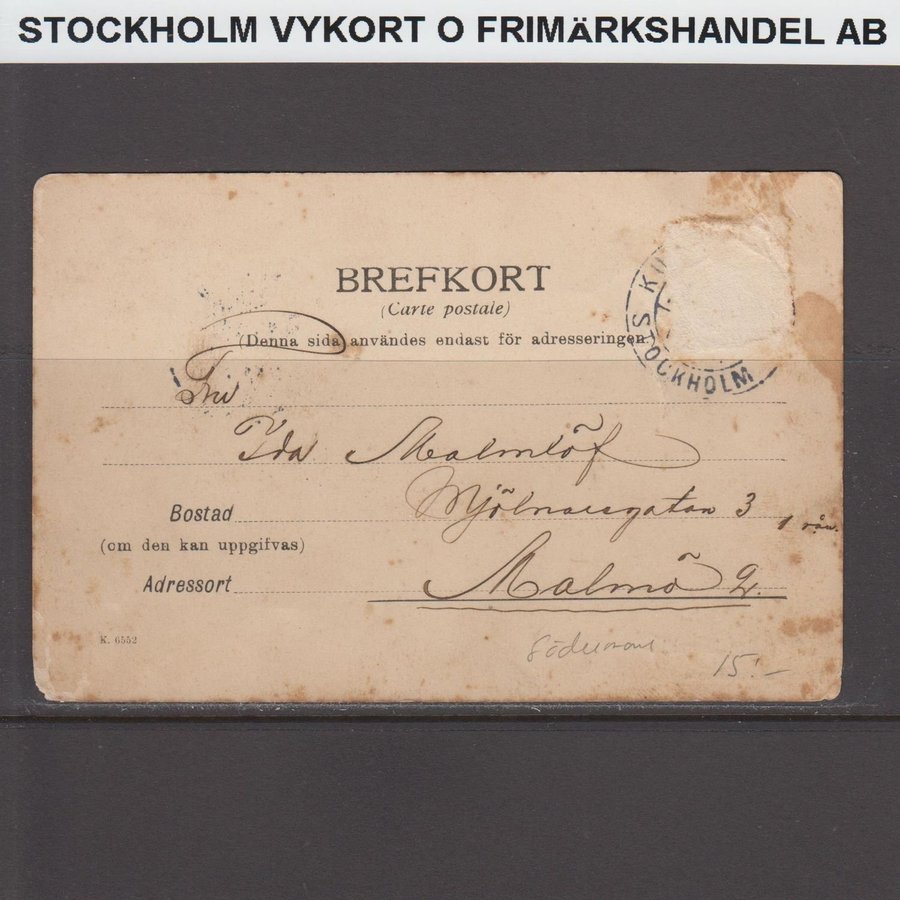 STOCKHOLM VYKORT O FRIMÄRKSHANDEL AB
BREFKORT
(Carte postale)
(Denna sida användes endast för adresseringen.
STOCKHOLM
Fru
Ida Malmlöf
Bostad
Mjölnaregatan 3
(om den kan uppgifvas)
Adressort
Malmö 2.
K. 6552
15:-